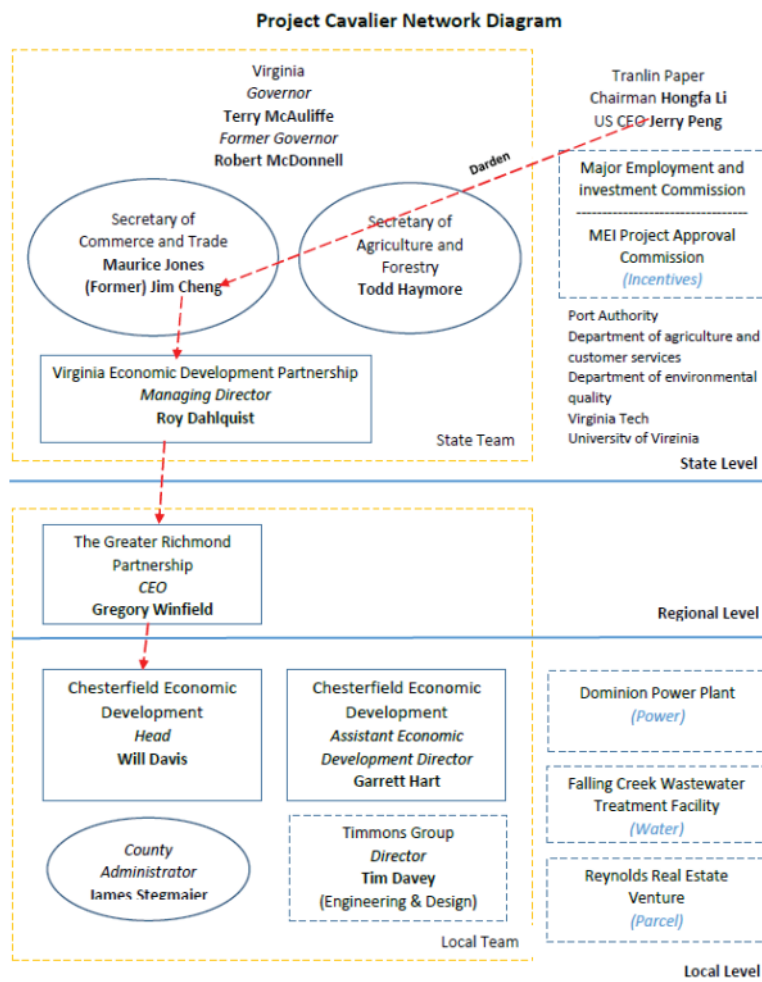 Project Cavalier Network Diagram
Virginia
Governor
Terry McAuliffe
Former Governor
Robert McDonnell
Tranlin Paper
Chairman Hongfa Li
US CEO Jerry Peng
Darden
Major Employment and
investment Commission
MEI Project Approval
Commission
(Incentives)
Secretary of
Commerce and Trade
Maurice Jones
(Former) Jim Cheng
Secretary of
Agriculture and
Forestry
Todd Haymore
Port Authority
Department of agriculture and
customer services
Department of environmental
quality
Virginia Tech
University of Virginia
Virginia Economic Development Partnership
Managing Director
Roy Dahlquist
State Team
State Level
The Greater Richmond
Partnership
CEO
Gregory Winfield
Regional Level
Chesterfield Economic
Development
Head
Will Davis
Chesterfield Economic
Development
Assistant Economic
Development Director
Garrett Hart
Dominion Power Plant
(Power)
Falling Creek Wastewater
Treatment Facility
(Water)
County
Administrator
James Stegmaier
Timmons Group
Director
Tim Davey
(Engineering & Design)
Reynolds Real Estate
Venture
(Parcel)
Local Team
Local Level